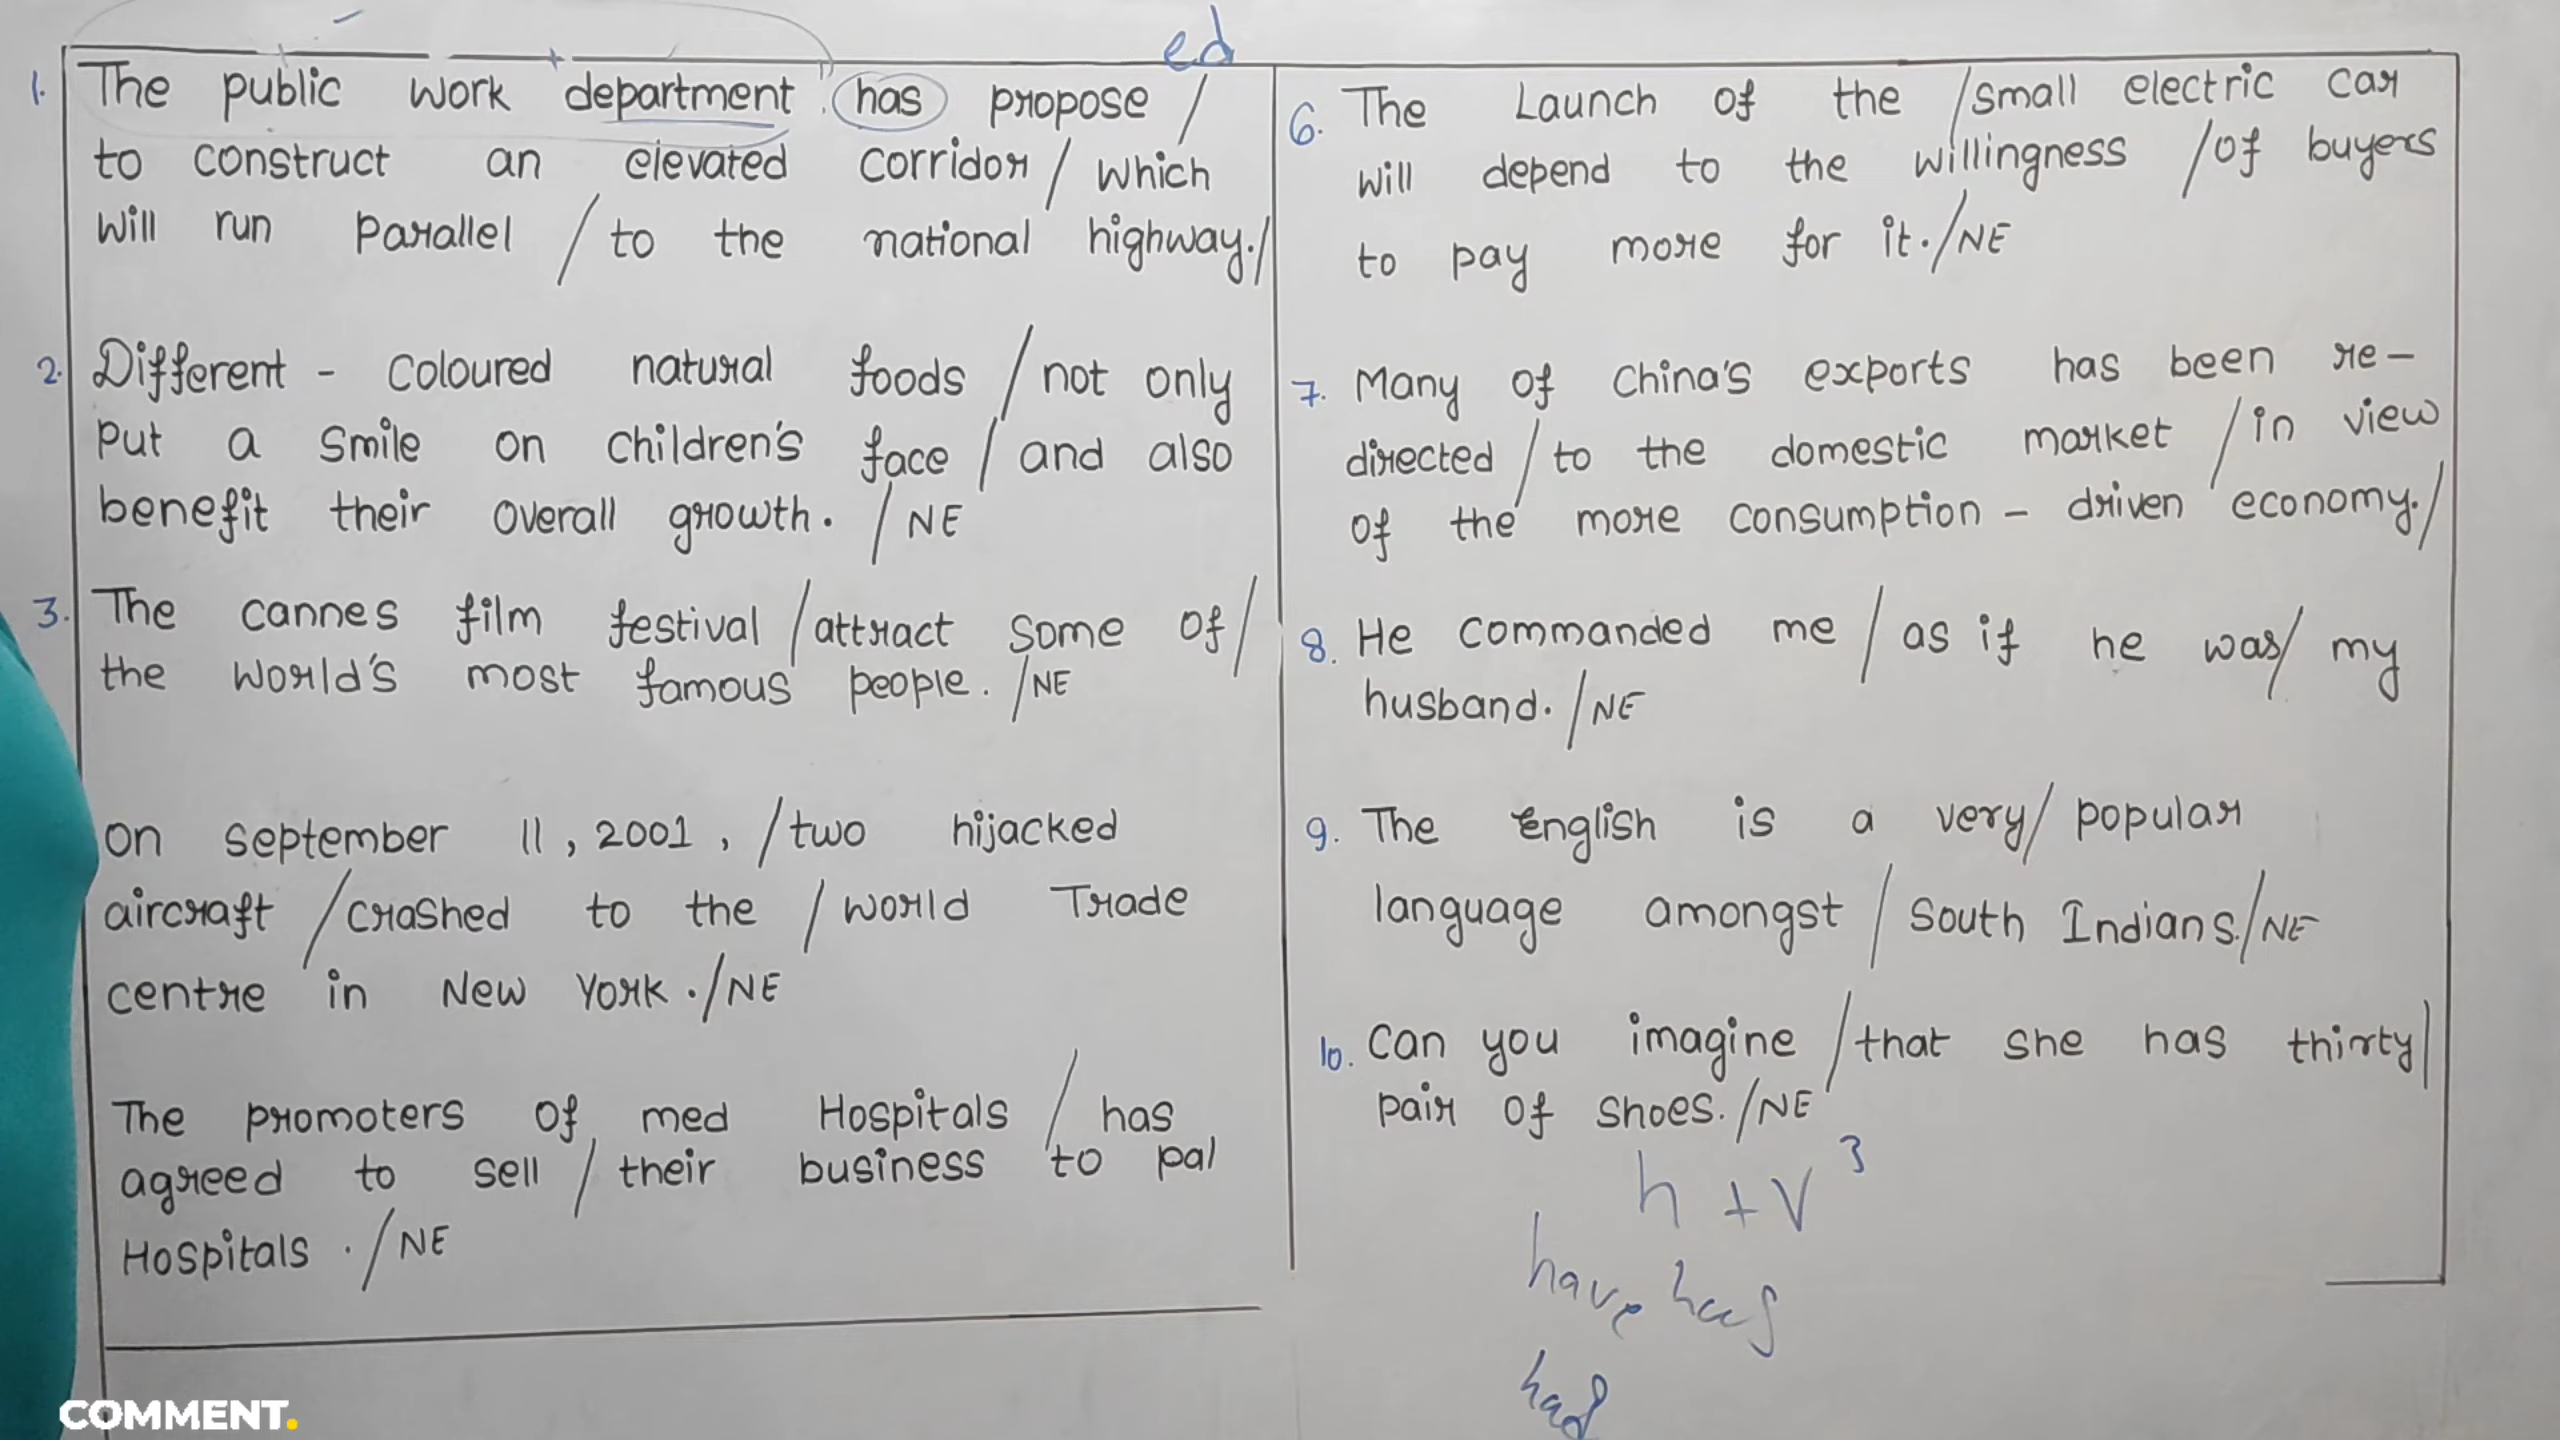 ed
1. The public work department has propose /
to construct an elevated corridor / which
will run parallel / to the national highway./
2. Different - coloured natural foods / not only
put a smile on children's face / and also
benefit their overall growth. / NE
3. The cannes film festival / attract some of /
the world's most famous people. / NE
on september 11, 2001, / two hijacked
aircraft / crashed to the / world Trade
centre in New York. / NE
The promoters of med Hospitals / has
agreed to sell / their business to pal
Hospitals. / NE
6. The Launch of the / small electric car
will depend to the willingness / of buyers
to pay more for it. / NE
7. Many of china's exports has been re-
directed / to the domestic market / in view
of the more consumption - driven economy. /
8. He commanded me / as if he was / my
husband. / NE
9. The English is a very / popular
language amongst / south Indians. / NE
10. can you imagine / that she has thirty /
pair of shoes. / NE
h + V 3
have has
had
COMMENT.